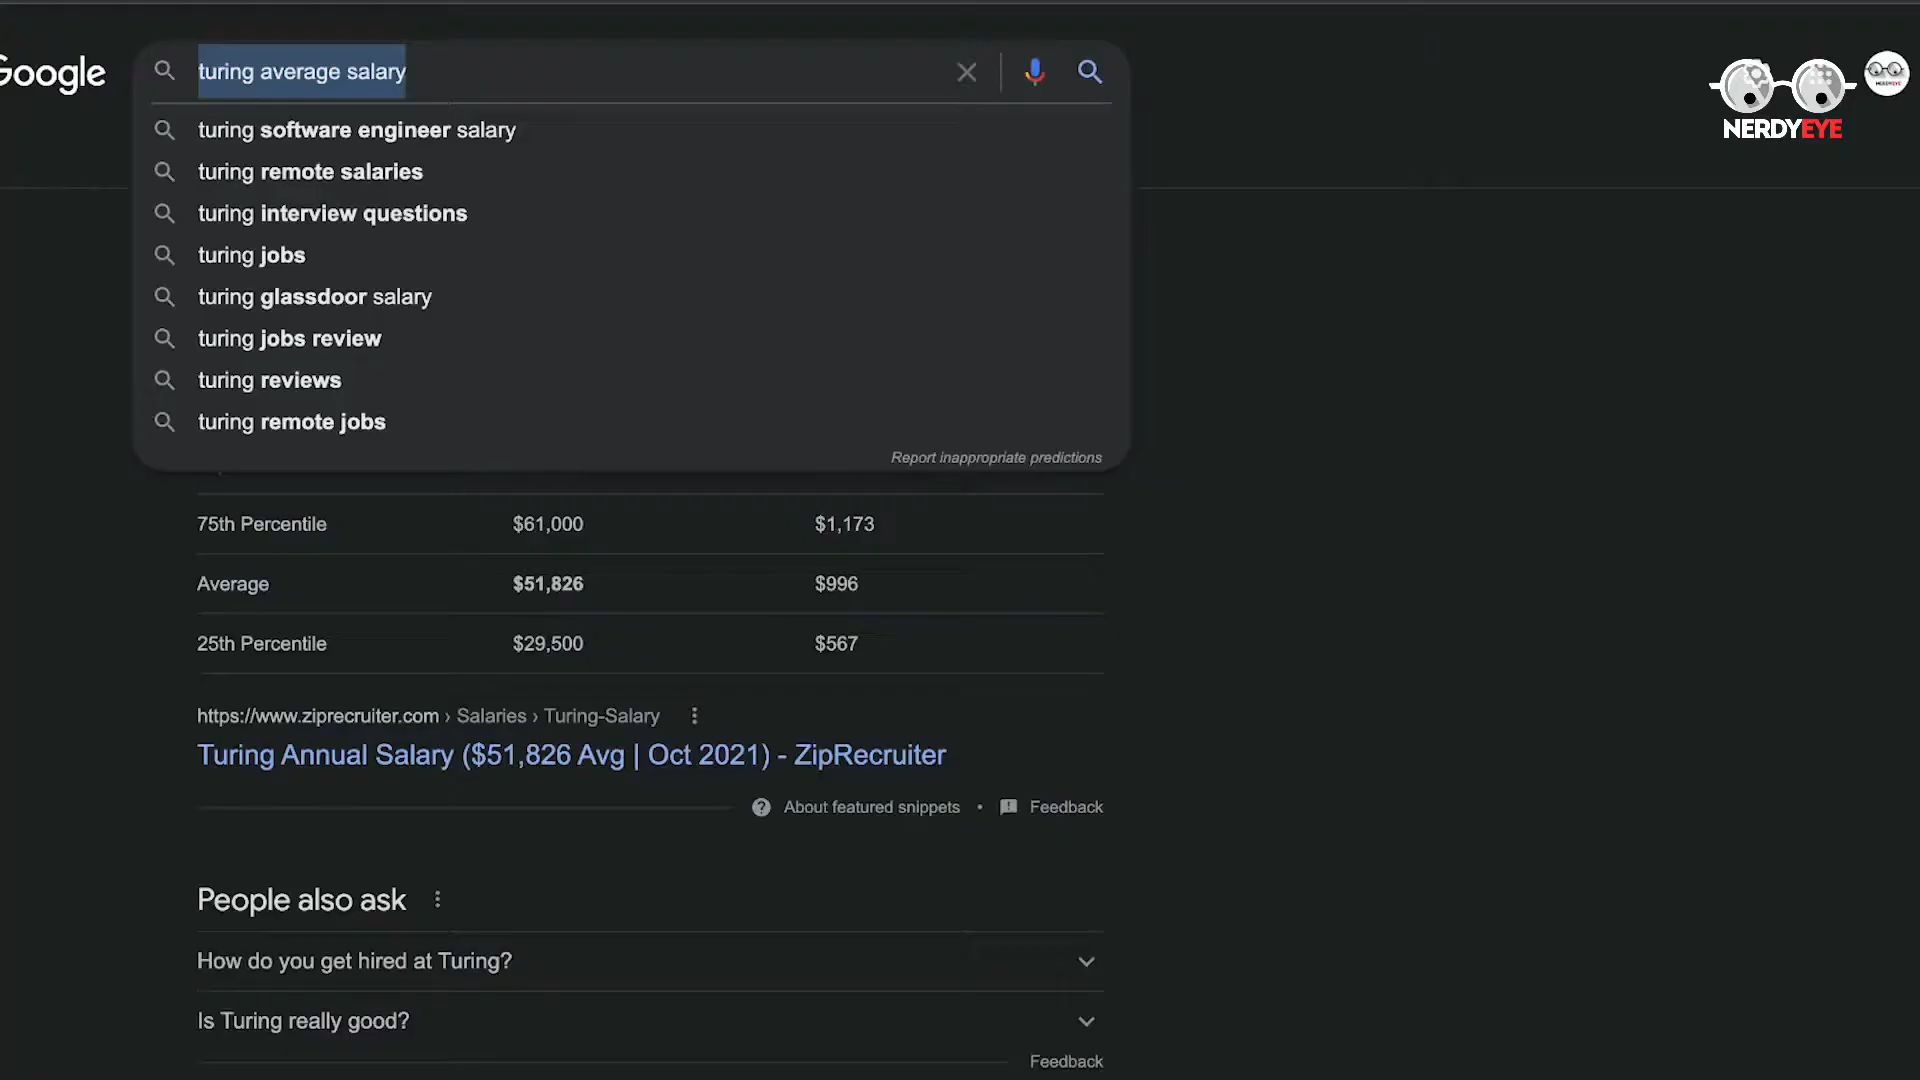 Google
turing average salary
NERDYEYE
NERDYEYE
turing software engineer salary
turing remote salaries
turing interview questions
turing jobs
turing glassdoor salary
turing jobs review
turing reviews
turing remote jobs
Report inappropriate predictions
75th Percentile $61,000 $1,173
Average $51,826 $996
25th Percentile $29,500 $567
https://www.ziprecruiter.com › Salaries › Turing-Salary
Turing Annual Salary ($51,826 Avg | Oct 2021) - ZipRecruiter
About featured snippets • Feedback
People also ask
How do you get hired at Turing?
Is Turing really good?
Feedback